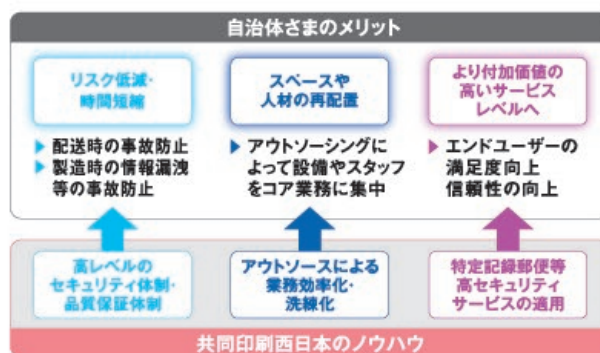 自治体さまのメリット
リスク低減・
時間短縮
スペースや
人材の再配置
より付加価値の
高いサービス
レベルへ
▶ 配送時の事故防止
▶ 製造時の情報漏洩
等の事故防止
▶ アウトソーシングに
よって設備やスタッフ
をコア業務に集中
▶ エンドユーザーの
満足度向上
信頼性の向上
高レベルの
セキュリティ体制・
品質保証体制
アウトソースによる
業務効率化・
洗練化
特定記録郵便等
高セキュリティ
サービスの適用
共同印刷西日本のノウハウ